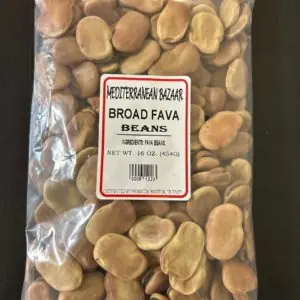 MEDITERRANEAN BAZAAR
BROAD FAVA
BEANS
INGREDIENTS: FAVA BEANS
NET WT. 16 OZ. (454G)